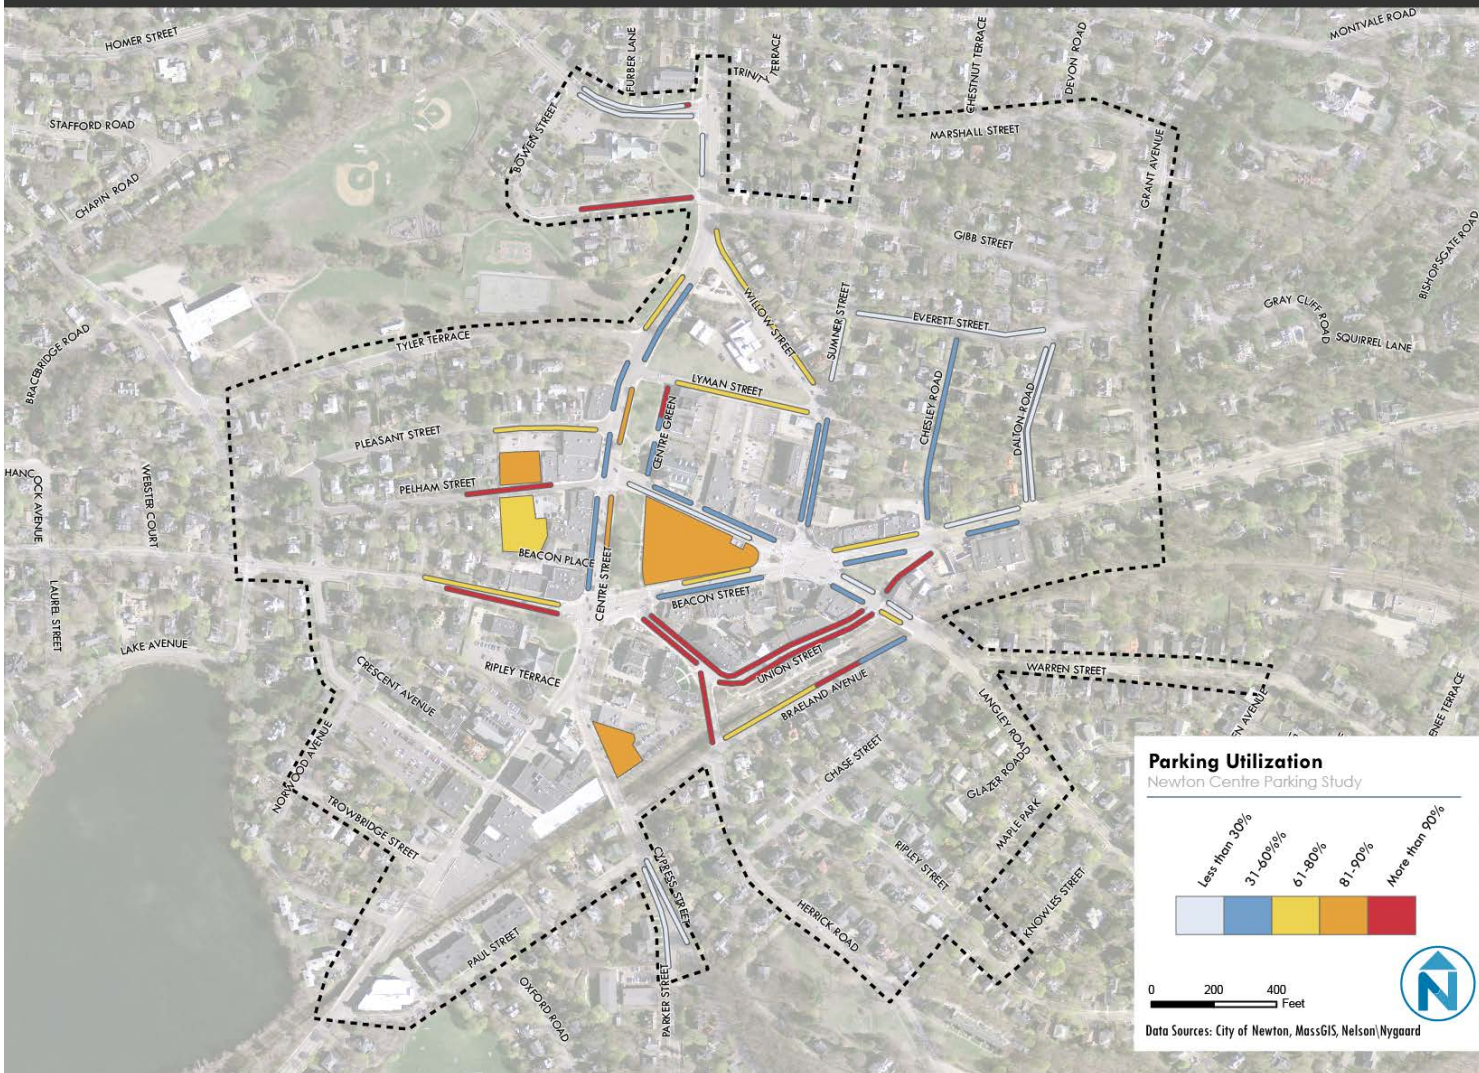 HOMER STREET
FURBER LANE
TRINITY TERRACE
CHESTNUT TERRACE
DEVON ROAD
MONTVALE ROAD
STAFFORD ROAD
BOWEN STREET
MARSHALL STREET
GRANT AVENUE
CHAPIN ROAD
GIBB STREET
BISHOPSGATE ROAD
WILLOW STREET
SUMNER STREET
EVERETT STREET
GRAY CLIFF ROAD
SQUIRREL LANE
BRACEBRIDGE ROAD
TYLER TERRACE
LYMAN STREET
CHESLEY ROAD
DALTON ROAD
PLEASANT STREET
CENTRE GREEN
HANCOCK AVENUE
WEBSTER COURT
PELHAM STREET
BEACON PLACE
CENTRE STREET
BEACON STREET
LAUREL STREET
LAKE AVENUE
CRESCENT AVENUE
RIPLEY TERRACE
UNION STREET
BRAELAND AVENUE
WARREN STREET
LANGLEY ROAD
EN AVENUE
ENEE TERRACE
NORWOOD AVENUE
CHASE STREET
GLAZER ROAD
TROWBRIDGE STREET
MAPLE PARK
CYPRESS STREET
RIPLEY STREET
KNOWLES STREET
HERRICK ROAD
PAUL STREET
OXFORD ROAD
PARKER STREET
Parking Utilization
Newton Centre Parking Study
Less than 30%
31-60%%
61-80%
81-90%
More than 90%
0 200 400
Feet
N
Data Sources: City of Newton, MassGIS, Nelson\Nygaard